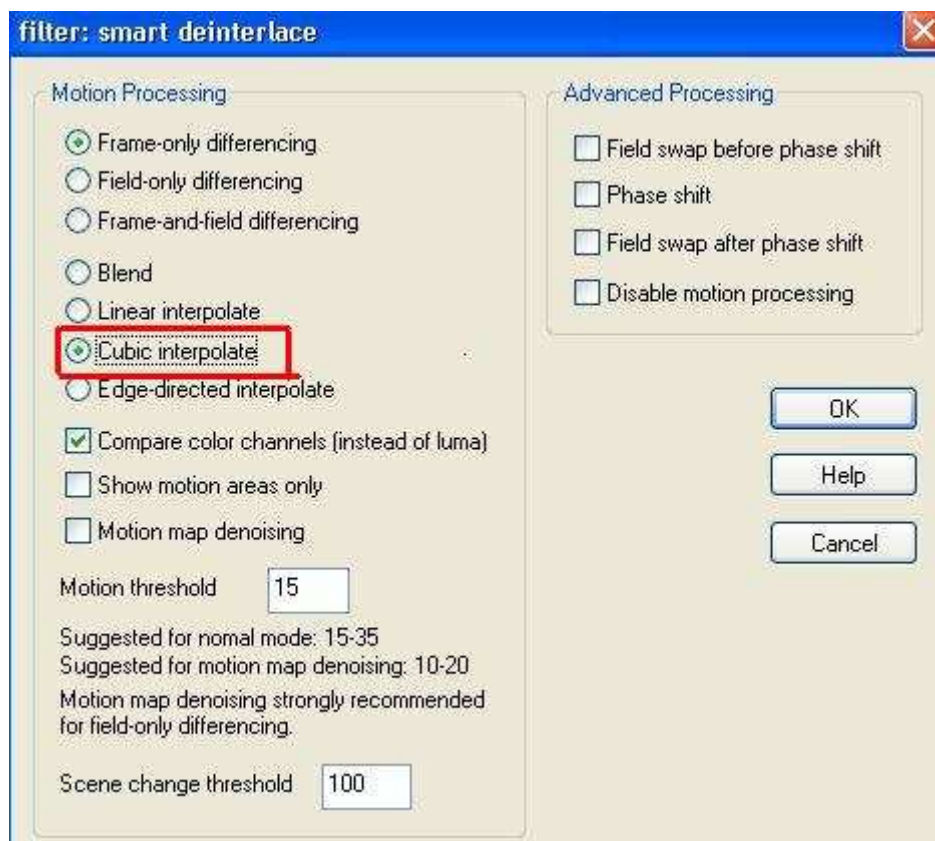 filter: smart deinterlace
Motion Processing
Frame-only differencing
Field-only differencing
Frame-and-field differencing
Blend
Linear interpolate
Cubic interpolate
Edge-directed interpolate
Compare color channels (instead of luma)
Show motion areas only
Motion map denoising
Motion threshold 15
Suggested for nomal mode: 15-35
Suggested for motion map denoising: 10-20
Motion map denoising strongly recommended
for field-only differencing.
Scene change threshold 100
Advanced Processing
Field swap before phase shift
Phase shift
Field swap after phase shift
Disable motion processing
OK
Help
Cancel